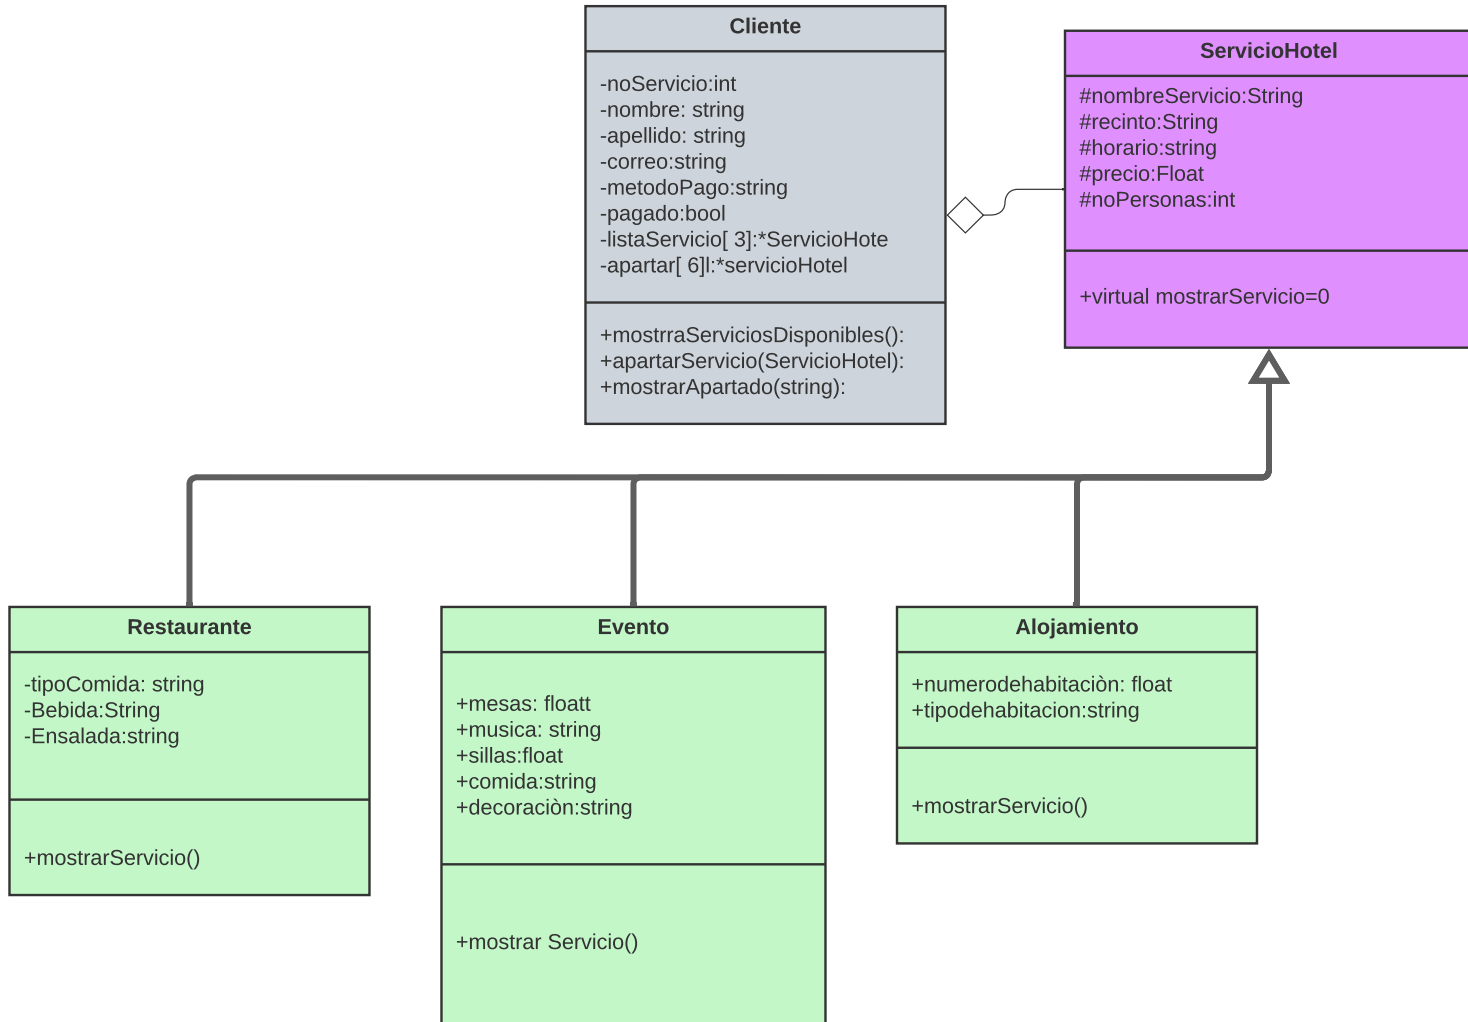 Cliente
-noServicio:int
-nombre: string
-apellido: string
-correo:string
-metodoPago:string
-pagado:bool
-listaServicio[ 3]:*ServicioHote
-apartar[ 6]l:*servicioHotel
+mostrraServiciosDisponibles():
+apartarServicio(ServicioHotel):
+mostrarApartado(string):
ServicioHotel
#nombreServicio:String
#recinto:String
#horario:string
#precio:Float
#noPersonas:int
+virtual mostrarServicio=0
Restaurante
-tipoComida: string
-Bebida:String
-Ensalada:string
+mostrarServicio()
Evento
+mesas: floatt
+musica: string
+sillas:float
+comida:string
+decoraciòn:string
+mostrar Servicio()
Alojamiento
+numerodehabitaciòn: float
+tipodehabitacion:string
+mostrarServicio()